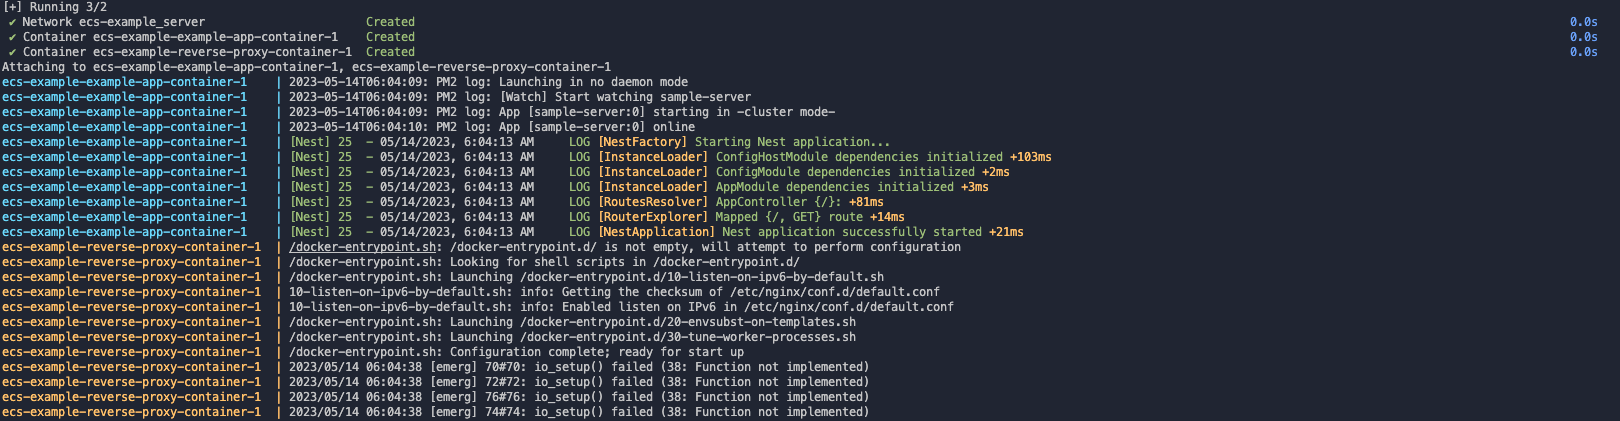 [+] Running 3/2
✔ Network ecs-example_server Created 0.0s
✔ Container ecs-example-example-app-container-1 Created 0.0s
✔ Container ecs-example-reverse-proxy-container-1 Created 0.0s
Attaching to ecs-example-example-app-container-1, ecs-example-reverse-proxy-container-1
ecs-example-example-app-container-1 | 2023-05-14T06:04:09: PM2 log: Launching in no daemon mode
ecs-example-example-app-container-1 | 2023-05-14T06:04:09: PM2 log: [Watch] Start watching sample-server
ecs-example-example-app-container-1 | 2023-05-14T06:04:09: PM2 log: App [sample-server:0] starting in -cluster mode-
ecs-example-example-app-container-1 | 2023-05-14T06:04:10: PM2 log: App [sample-server:0] online
ecs-example-example-app-container-1 | [Nest] 25 - 05/14/2023, 6:04:13 AM LOG [NestFactory] Starting Nest application...
ecs-example-example-app-container-1 | [Nest] 25 - 05/14/2023, 6:04:13 AM LOG [InstanceLoader] ConfigHostModule dependencies initialized +103ms
ecs-example-example-app-container-1 | [Nest] 25 - 05/14/2023, 6:04:13 AM LOG [InstanceLoader] ConfigModule dependencies initialized +2ms
ecs-example-example-app-container-1 | [Nest] 25 - 05/14/2023, 6:04:13 AM LOG [InstanceLoader] AppModule dependencies initialized +3ms
ecs-example-example-app-container-1 | [Nest] 25 - 05/14/2023, 6:04:13 AM LOG [RoutesResolver] AppController {/}: +81ms
ecs-example-example-app-container-1 | [Nest] 25 - 05/14/2023, 6:04:13 AM LOG [RouterExplorer] Mapped {/, GET} route +14ms
ecs-example-example-app-container-1 | [Nest] 25 - 05/14/2023, 6:04:13 AM LOG [NestApplication] Nest application successfully started +21ms
ecs-example-reverse-proxy-container-1 | /docker-entrypoint.sh: /docker-entrypoint.d/ is not empty, will attempt to perform configuration
ecs-example-reverse-proxy-container-1 | /docker-entrypoint.sh: Looking for shell scripts in /docker-entrypoint.d/
ecs-example-reverse-proxy-container-1 | /docker-entrypoint.sh: Launching /docker-entrypoint.d/10-listen-on-ipv6-by-default.sh
ecs-example-reverse-proxy-container-1 | 10-listen-on-ipv6-by-default.sh: info: Getting the checksum of /etc/nginx/conf.d/default.conf
ecs-example-reverse-proxy-container-1 | 10-listen-on-ipv6-by-default.sh: info: Enabled listen on IPv6 in /etc/nginx/conf.d/default.conf
ecs-example-reverse-proxy-container-1 | /docker-entrypoint.sh: Launching /docker-entrypoint.d/20-envsubst-on-templates.sh
ecs-example-reverse-proxy-container-1 | /docker-entrypoint.sh: Launching /docker-entrypoint.d/30-tune-worker-processes.sh
ecs-example-reverse-proxy-container-1 | /docker-entrypoint.sh: Configuration complete; ready for start up
ecs-example-reverse-proxy-container-1 | 2023/05/14 06:04:38 [emerg] 70#70: io_setup() failed (38: Function not implemented)
ecs-example-reverse-proxy-container-1 | 2023/05/14 06:04:38 [emerg] 72#72: io_setup() failed (38: Function not implemented)
ecs-example-reverse-proxy-container-1 | 2023/05/14 06:04:38 [emerg] 76#76: io_setup() failed (38: Function not implemented)
ecs-example-reverse-proxy-container-1 | 2023/05/14 06:04:38 [emerg] 74#74: io_setup() failed (38: Function not implemented)